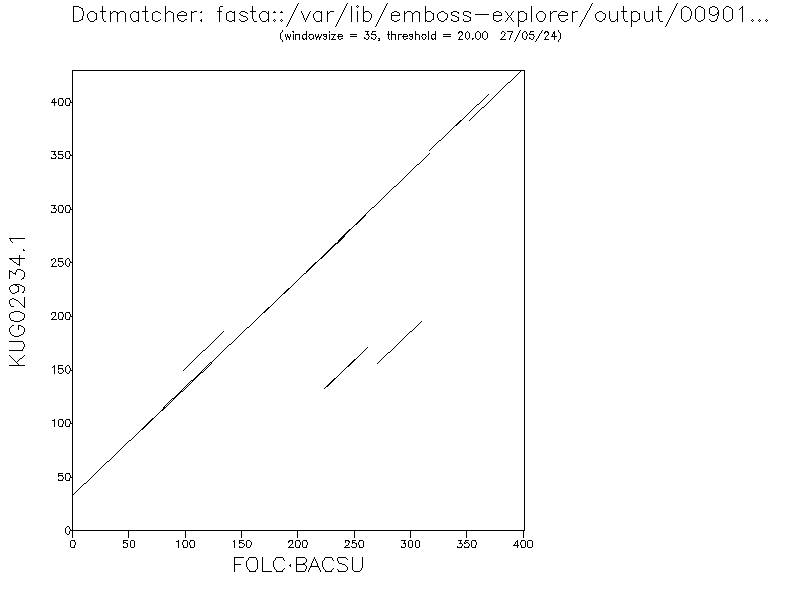 Dotmatcher: fasta::/var/lib/emboss-explorer/output/00901...
(windowsize = 35, threshold = 20.00 27/05/24)
400
350
300
250
200
150
100
50
0
KUG02934.1
0 50 100 150 200 250 300 350 400
FOLC·BACSU